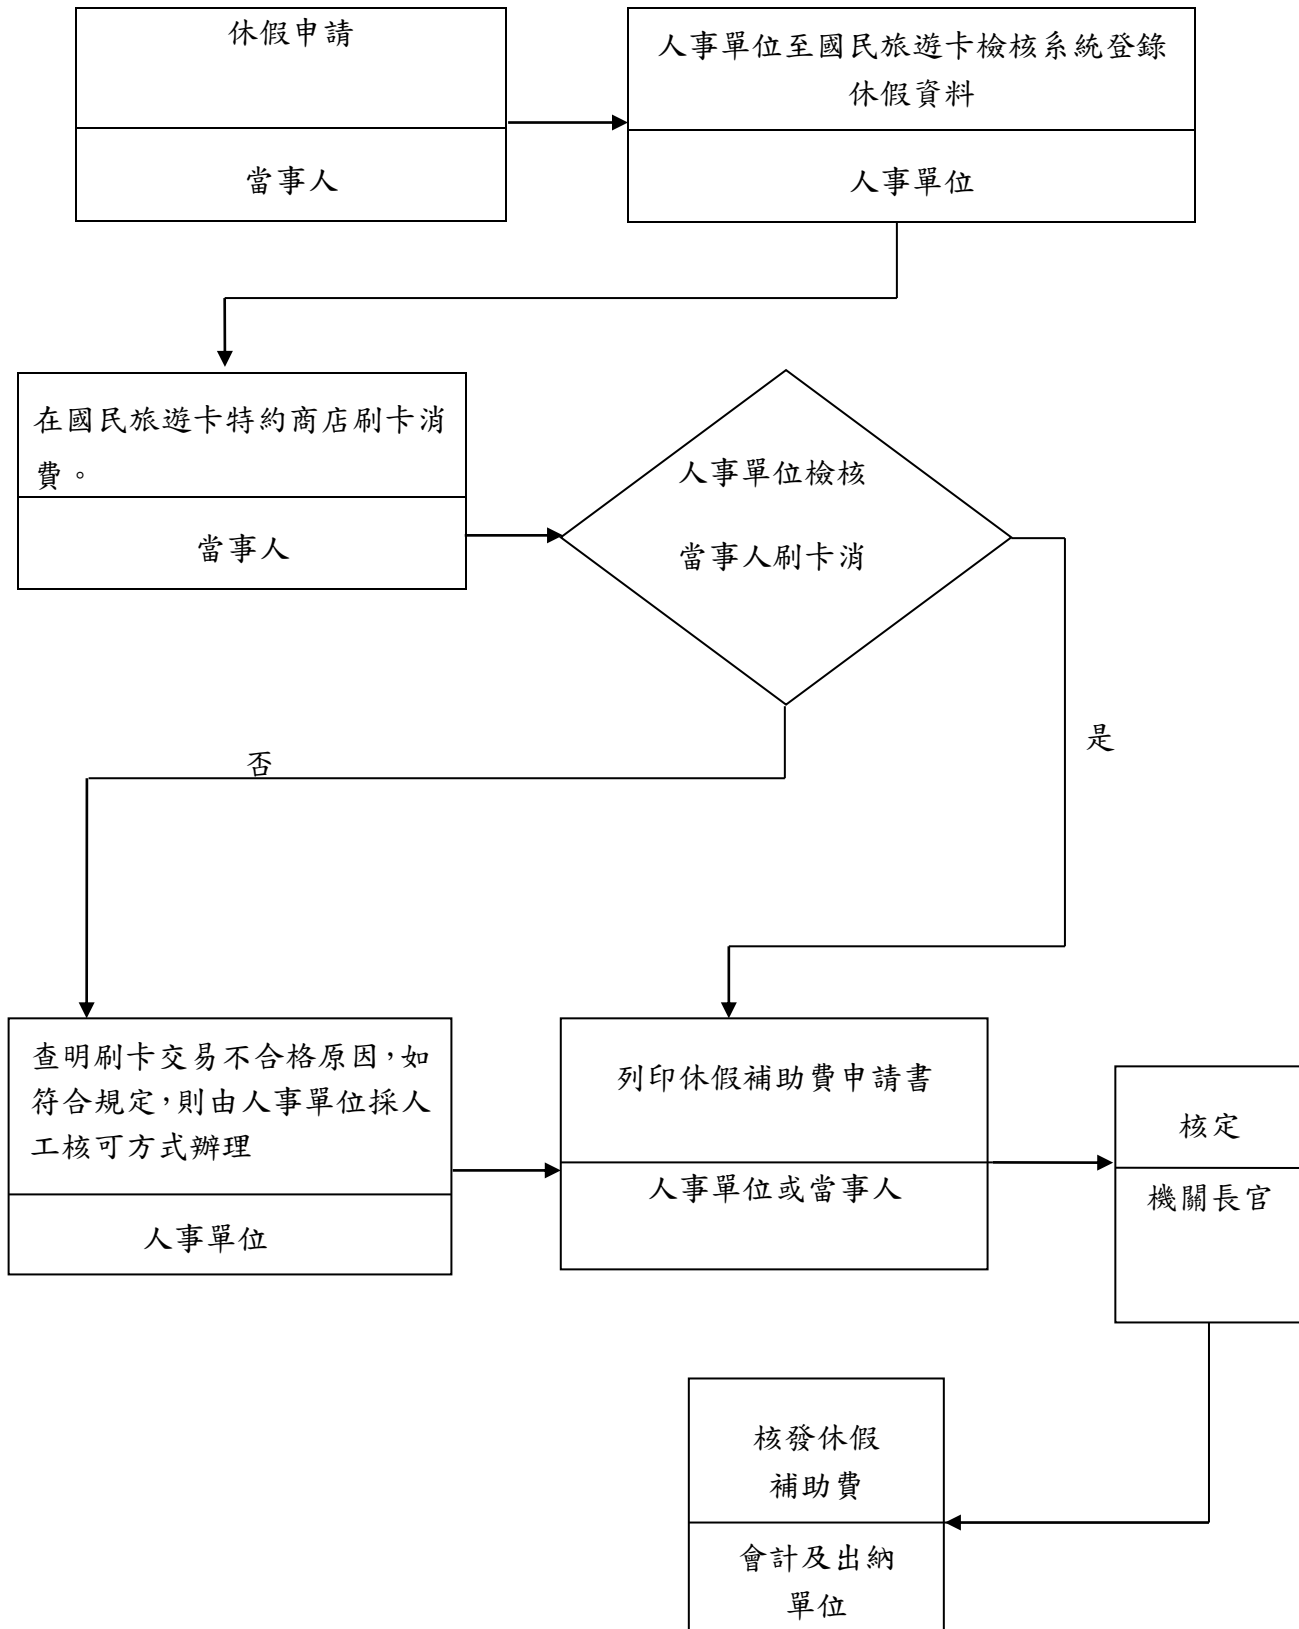 休假申請
當事人
人事單位至國民旅遊卡檢核系統登錄
休假資料
人事單位
在國民旅遊卡特約商店刷卡消
費。
當事人
人事單位檢核
當事人刷卡消
是
否
查明刷卡交易不合格原因，如
符合規定，則由人事單位採人
工核可方式辦理
人事單位
列印休假補助費申請書
人事單位或當事人
核定
機關長官
核發休假
補助費
會計及出納
單位